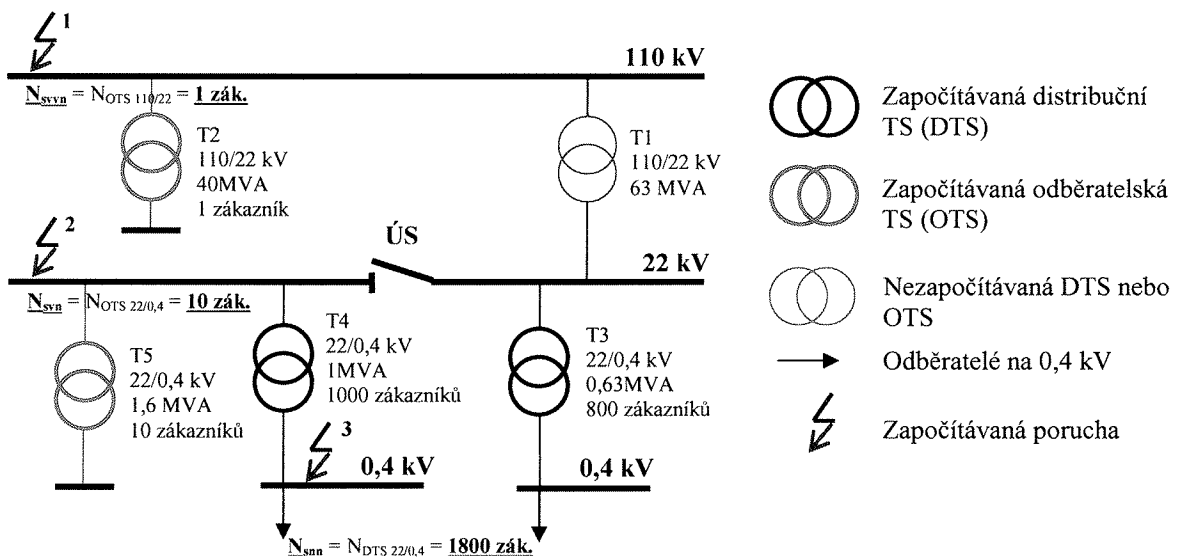 1
110 kV
N_svvn = N_OTS 110/22 = 1 zák.
T2
110/22 kV
40MVA
1 zákazník
T1
110/22 kV
63 MVA
2
ÚS
22 kV
N_svn = N_OTS 22/0,4 = 10 zák.
T5
22/0,4 kV
1,6 MVA
10 zákazníků
T4
22/0,4 kV
1MVA
1000 zákazníků
T3
22/0,4 kV
0,63MVA
800 zákazníků
3
0,4 kV
0,4 kV
N_snn = N_DTS 22/0,4 = 1800 zák.
Započítávaná distribuční
TS (DTS)
Započítávaná odběratelská
TS (OTS)
Nezapočítávaná DTS nebo
OTS
Odběratelé na 0,4 kV
Započítávaná porucha